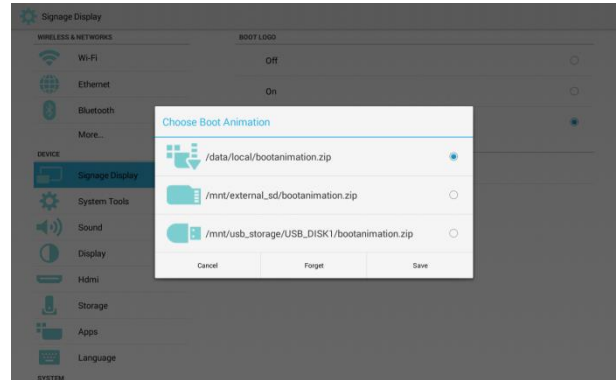 Signage Display
WIRELESS & NETWORKS
Wi-Fi
Ethernet
Bluetooth
More...
DEVICE
Signage Display
System Tools
Sound
Display
Hdmi
Storage
Apps
Language
SYSTEM
BOOT LOGO
Off
On
Choose Boot Animation
/data/local/bootanimation.zip
/mnt/external_sd/bootanimation.zip
/mnt/usb_storage/USB_DISK1/bootanimation.zip
Cancel Forget Save